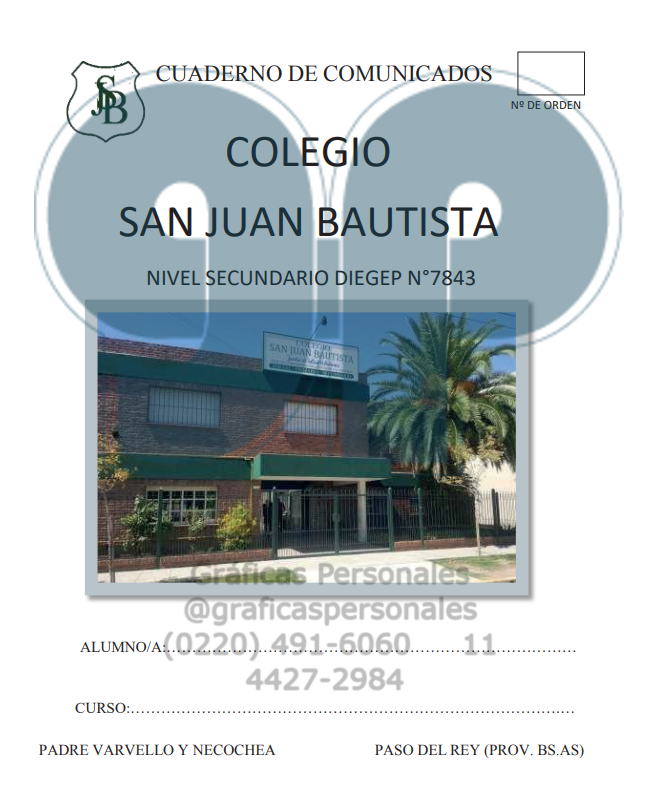 SJB
CUADERNO DE COMUNICADOS
Nº DE ORDEN
COLEGIO
SAN JUAN BAUTISTA
NIVEL SECUNDARIO DIEGEP N°7843
COLEGIO
SAN JUAN BAUTISTA
Gráficas Personales
@graficaspersonales
(0220) 491-6060 11
4427-2984
ALUMNO/A:................................................................................
CURSO:......................................................................................
PADRE VARVELLO Y NECOCHEA PASO DEL REY (PROV. BS.AS)